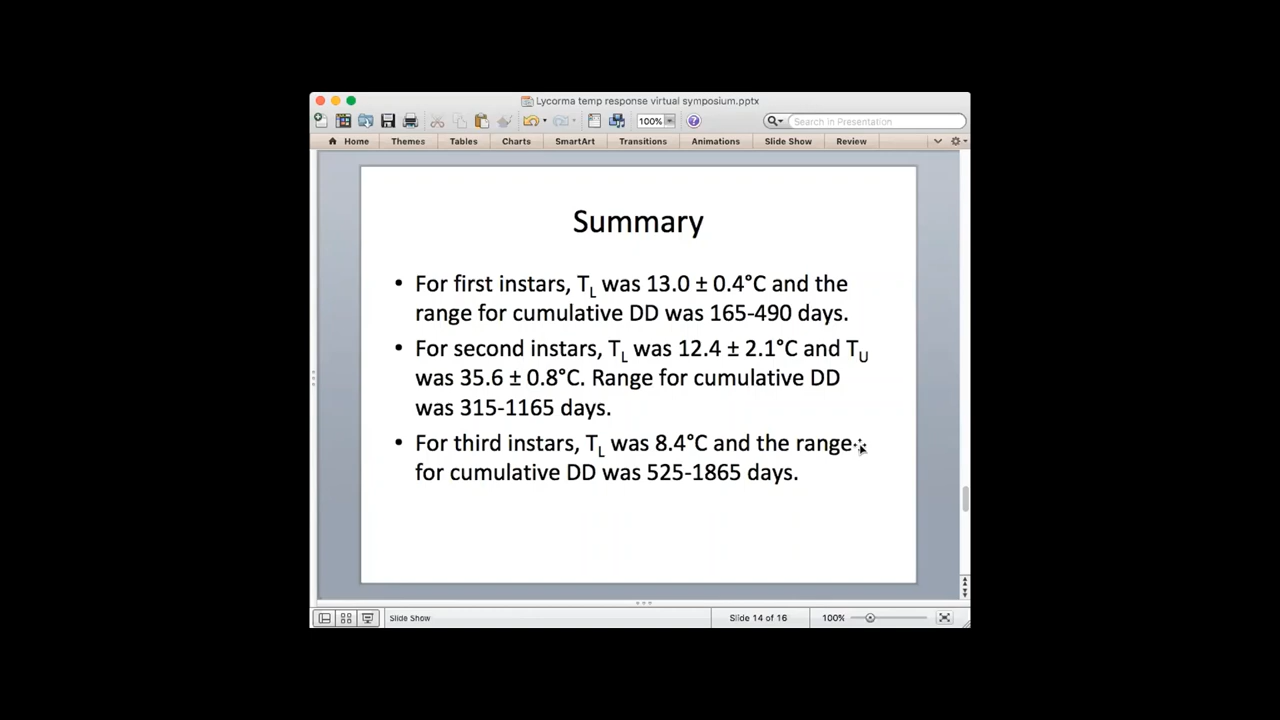 Lycorma temp response virtual symposium.pptx
100%
Search in Presentation
Home Themes Tables Charts SmartArt Transitions Animations Slide Show Review
Summary
• For first instars, TL was 13.0 ± 0.4°C and the
range for cumulative DD was 165-490 days.
• For second instars, TL was 12.4 ± 2.1°C and TU
was 35.6 ± 0.8°C. Range for cumulative DD
was 315-1165 days.
• For third instars, TL was 8.4°C and the range
for cumulative DD was 525-1865 days.
Slide Show Slide 14 of 16 100%